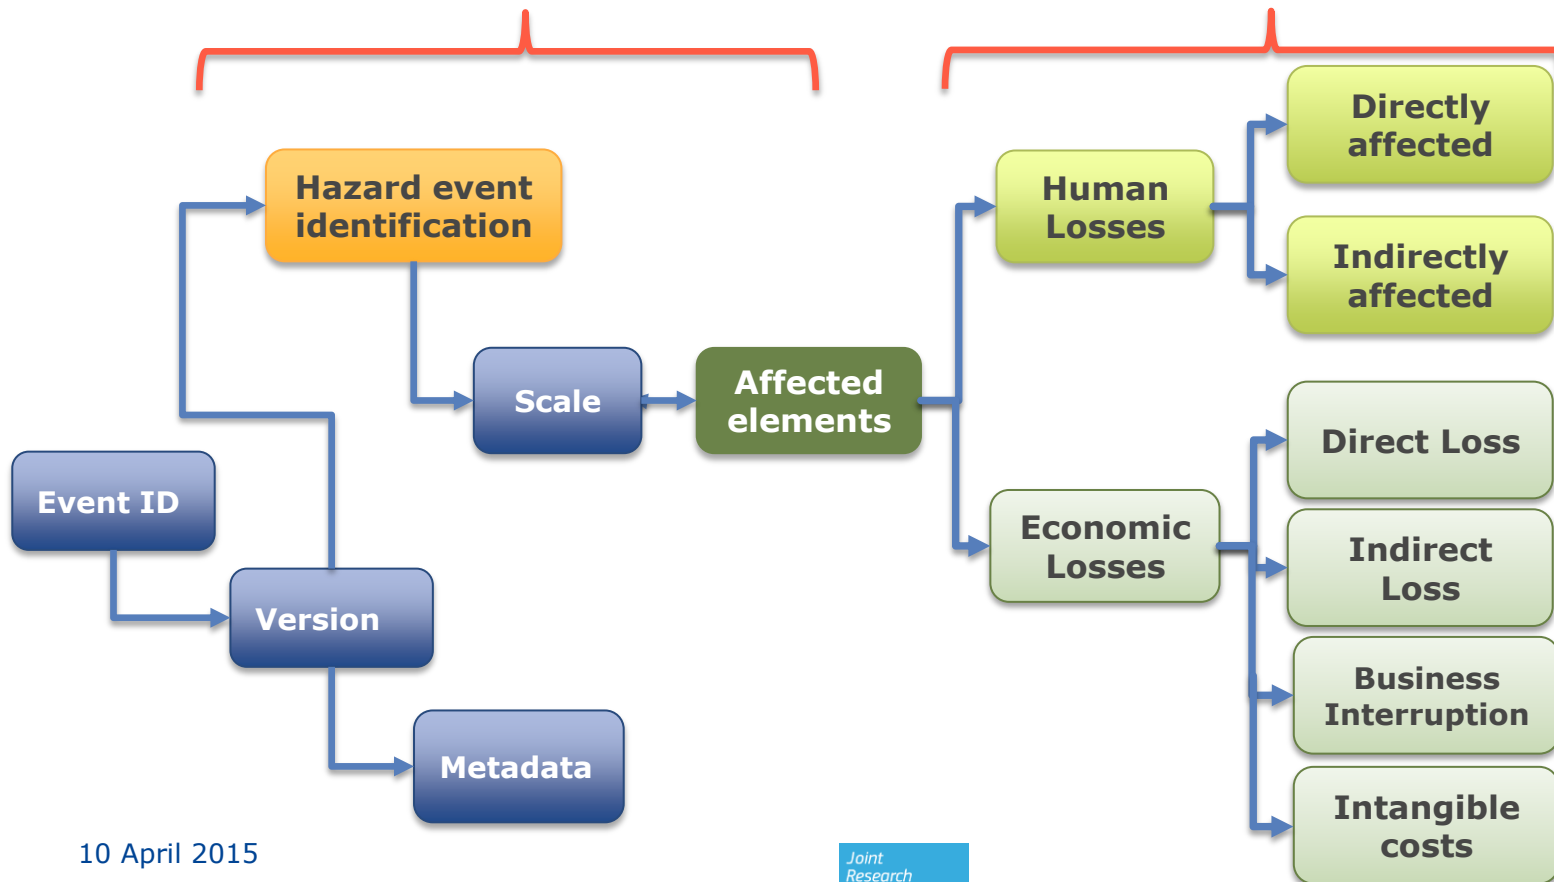 Directly
affected
Hazard event
identification
Human
Losses
Indirectly
affected
Scale
Affected
elements
Direct Loss
Event ID
Economic
Losses
Indirect
Loss
Version
Business
Interruption
Metadata
Intangible
costs
10 April 2015
Joint
Research